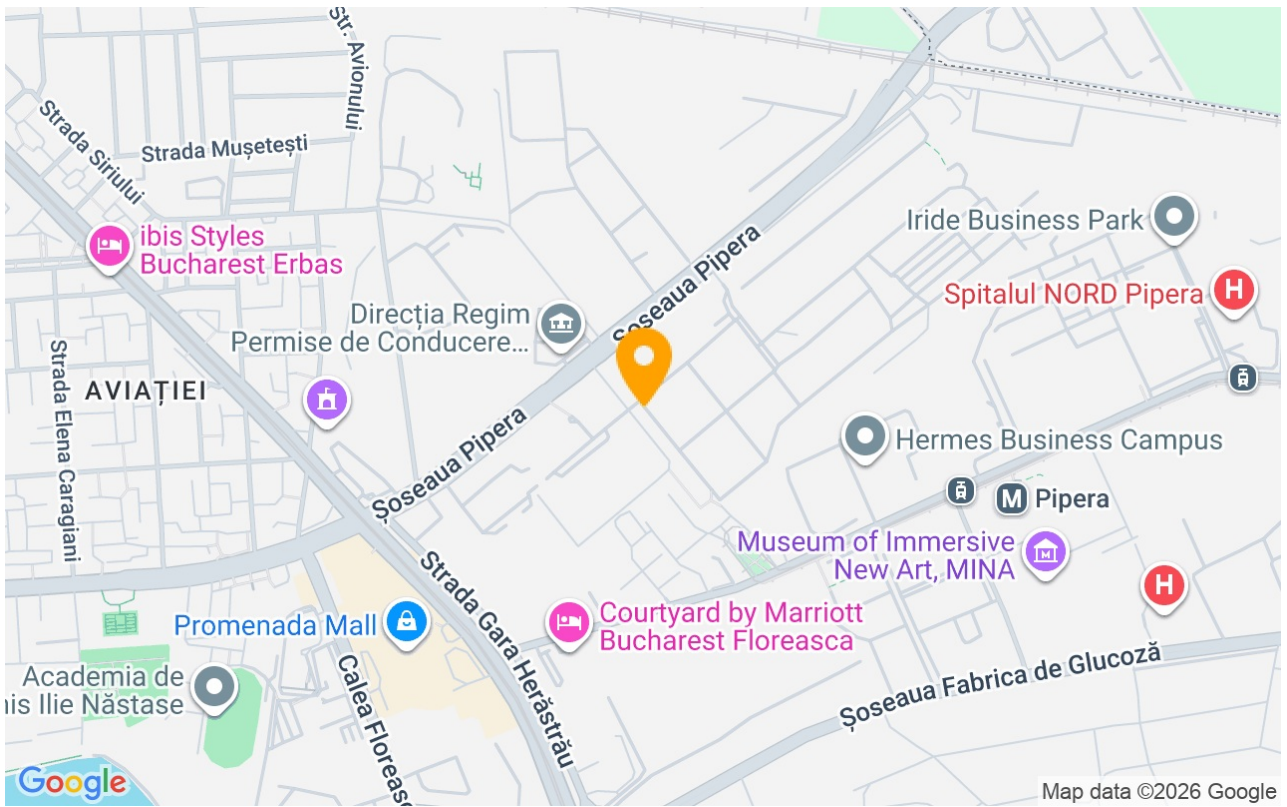 Str. Avionului
Strada Siriului
Strada Mușetești
ibis Styles
Bucharest Erbas
Iride Business Park
Spitalul NORD Pipera
H
Șoseaua Pipera
Direcția Regim
Permise de Conducere...
AVIAȚIEI
Strada Elena Caragiani
Șoseaua Pipera
Hermes Business Campus
M Pipera
Museum of Immersive
New Art, MINA
M
H
Strada Gara Herăstrău
Promenada Mall
Courtyard by Marriott
Bucharest Floreasca
Șoseaua Fabrica de Glucoză
Academia de
nis Ilie Năstase
Calea Floreasc
Google
Map data ©2026 Google